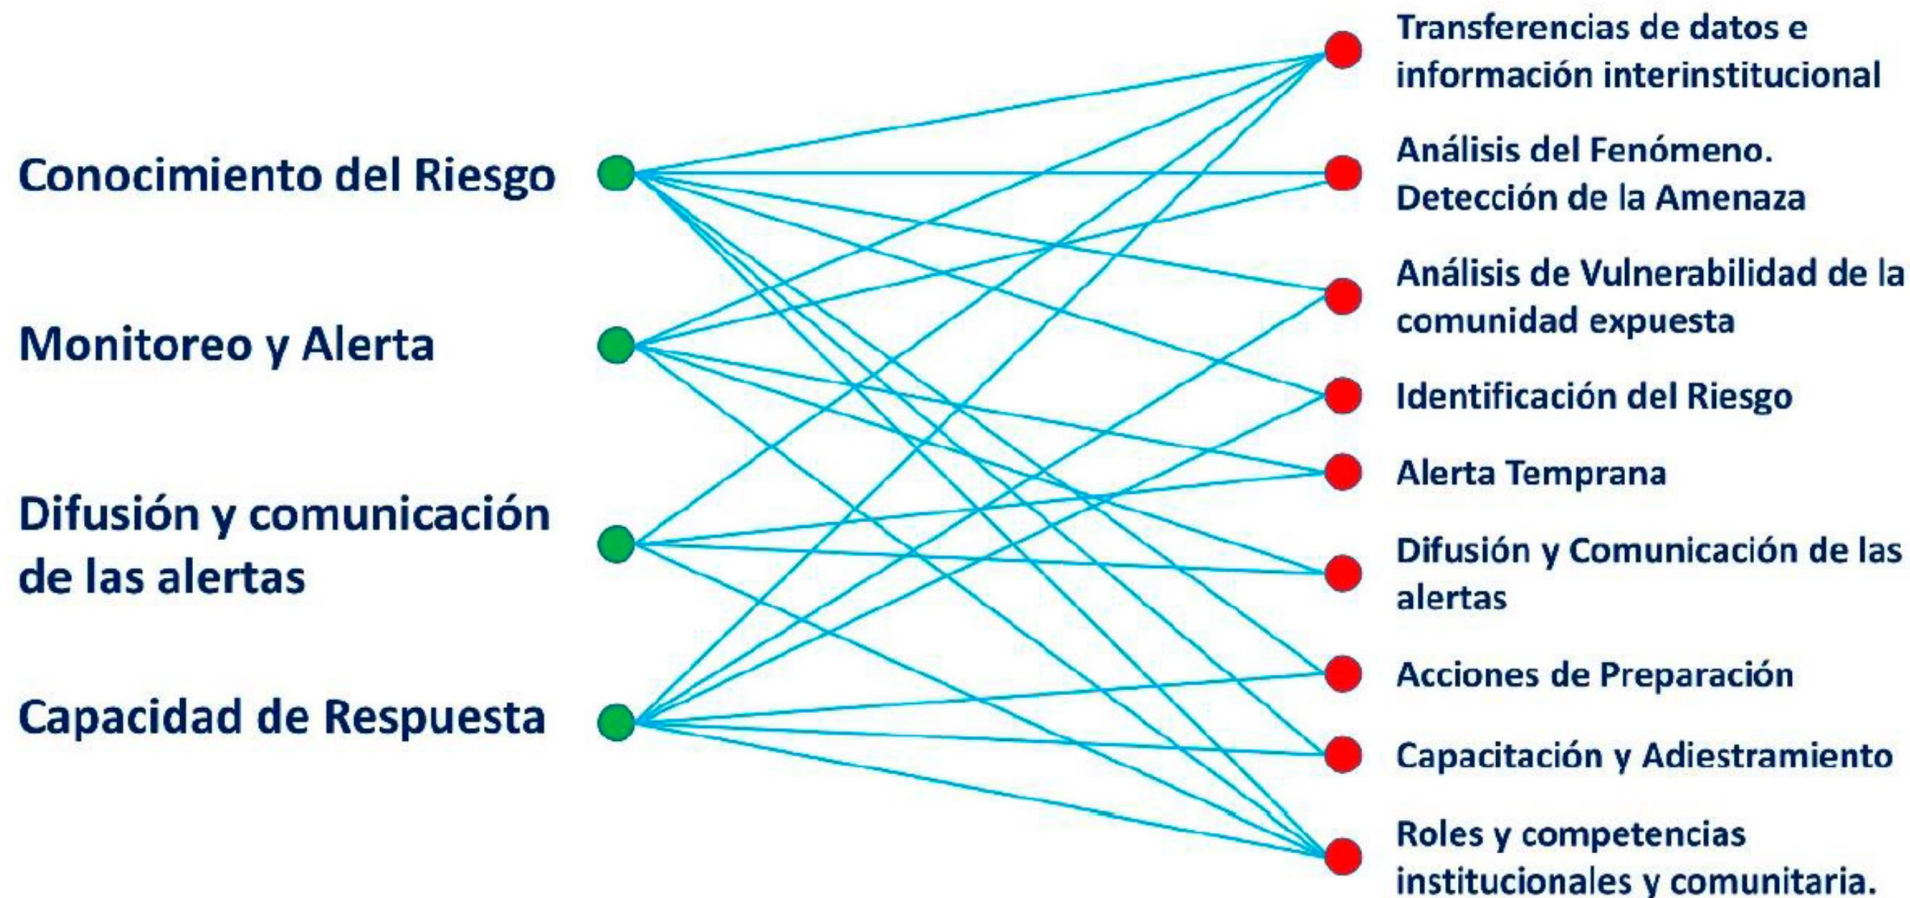 Conocimiento del Riesgo
Monitoreo y Alerta
Difusión y comunicación
de las alertas
Capacidad de Respuesta
Transferencias de datos e
información interinstitucional
Análisis del Fenómeno.
Detección de la Amenaza
Análisis de Vulnerabilidad de la
comunidad expuesta
Identificación del Riesgo
Alerta Temprana
Difusión y Comunicación de las
alertas
Acciones de Preparación
Capacitación y Adiestramiento
Roles y competencias
institucionales y comunitaria.